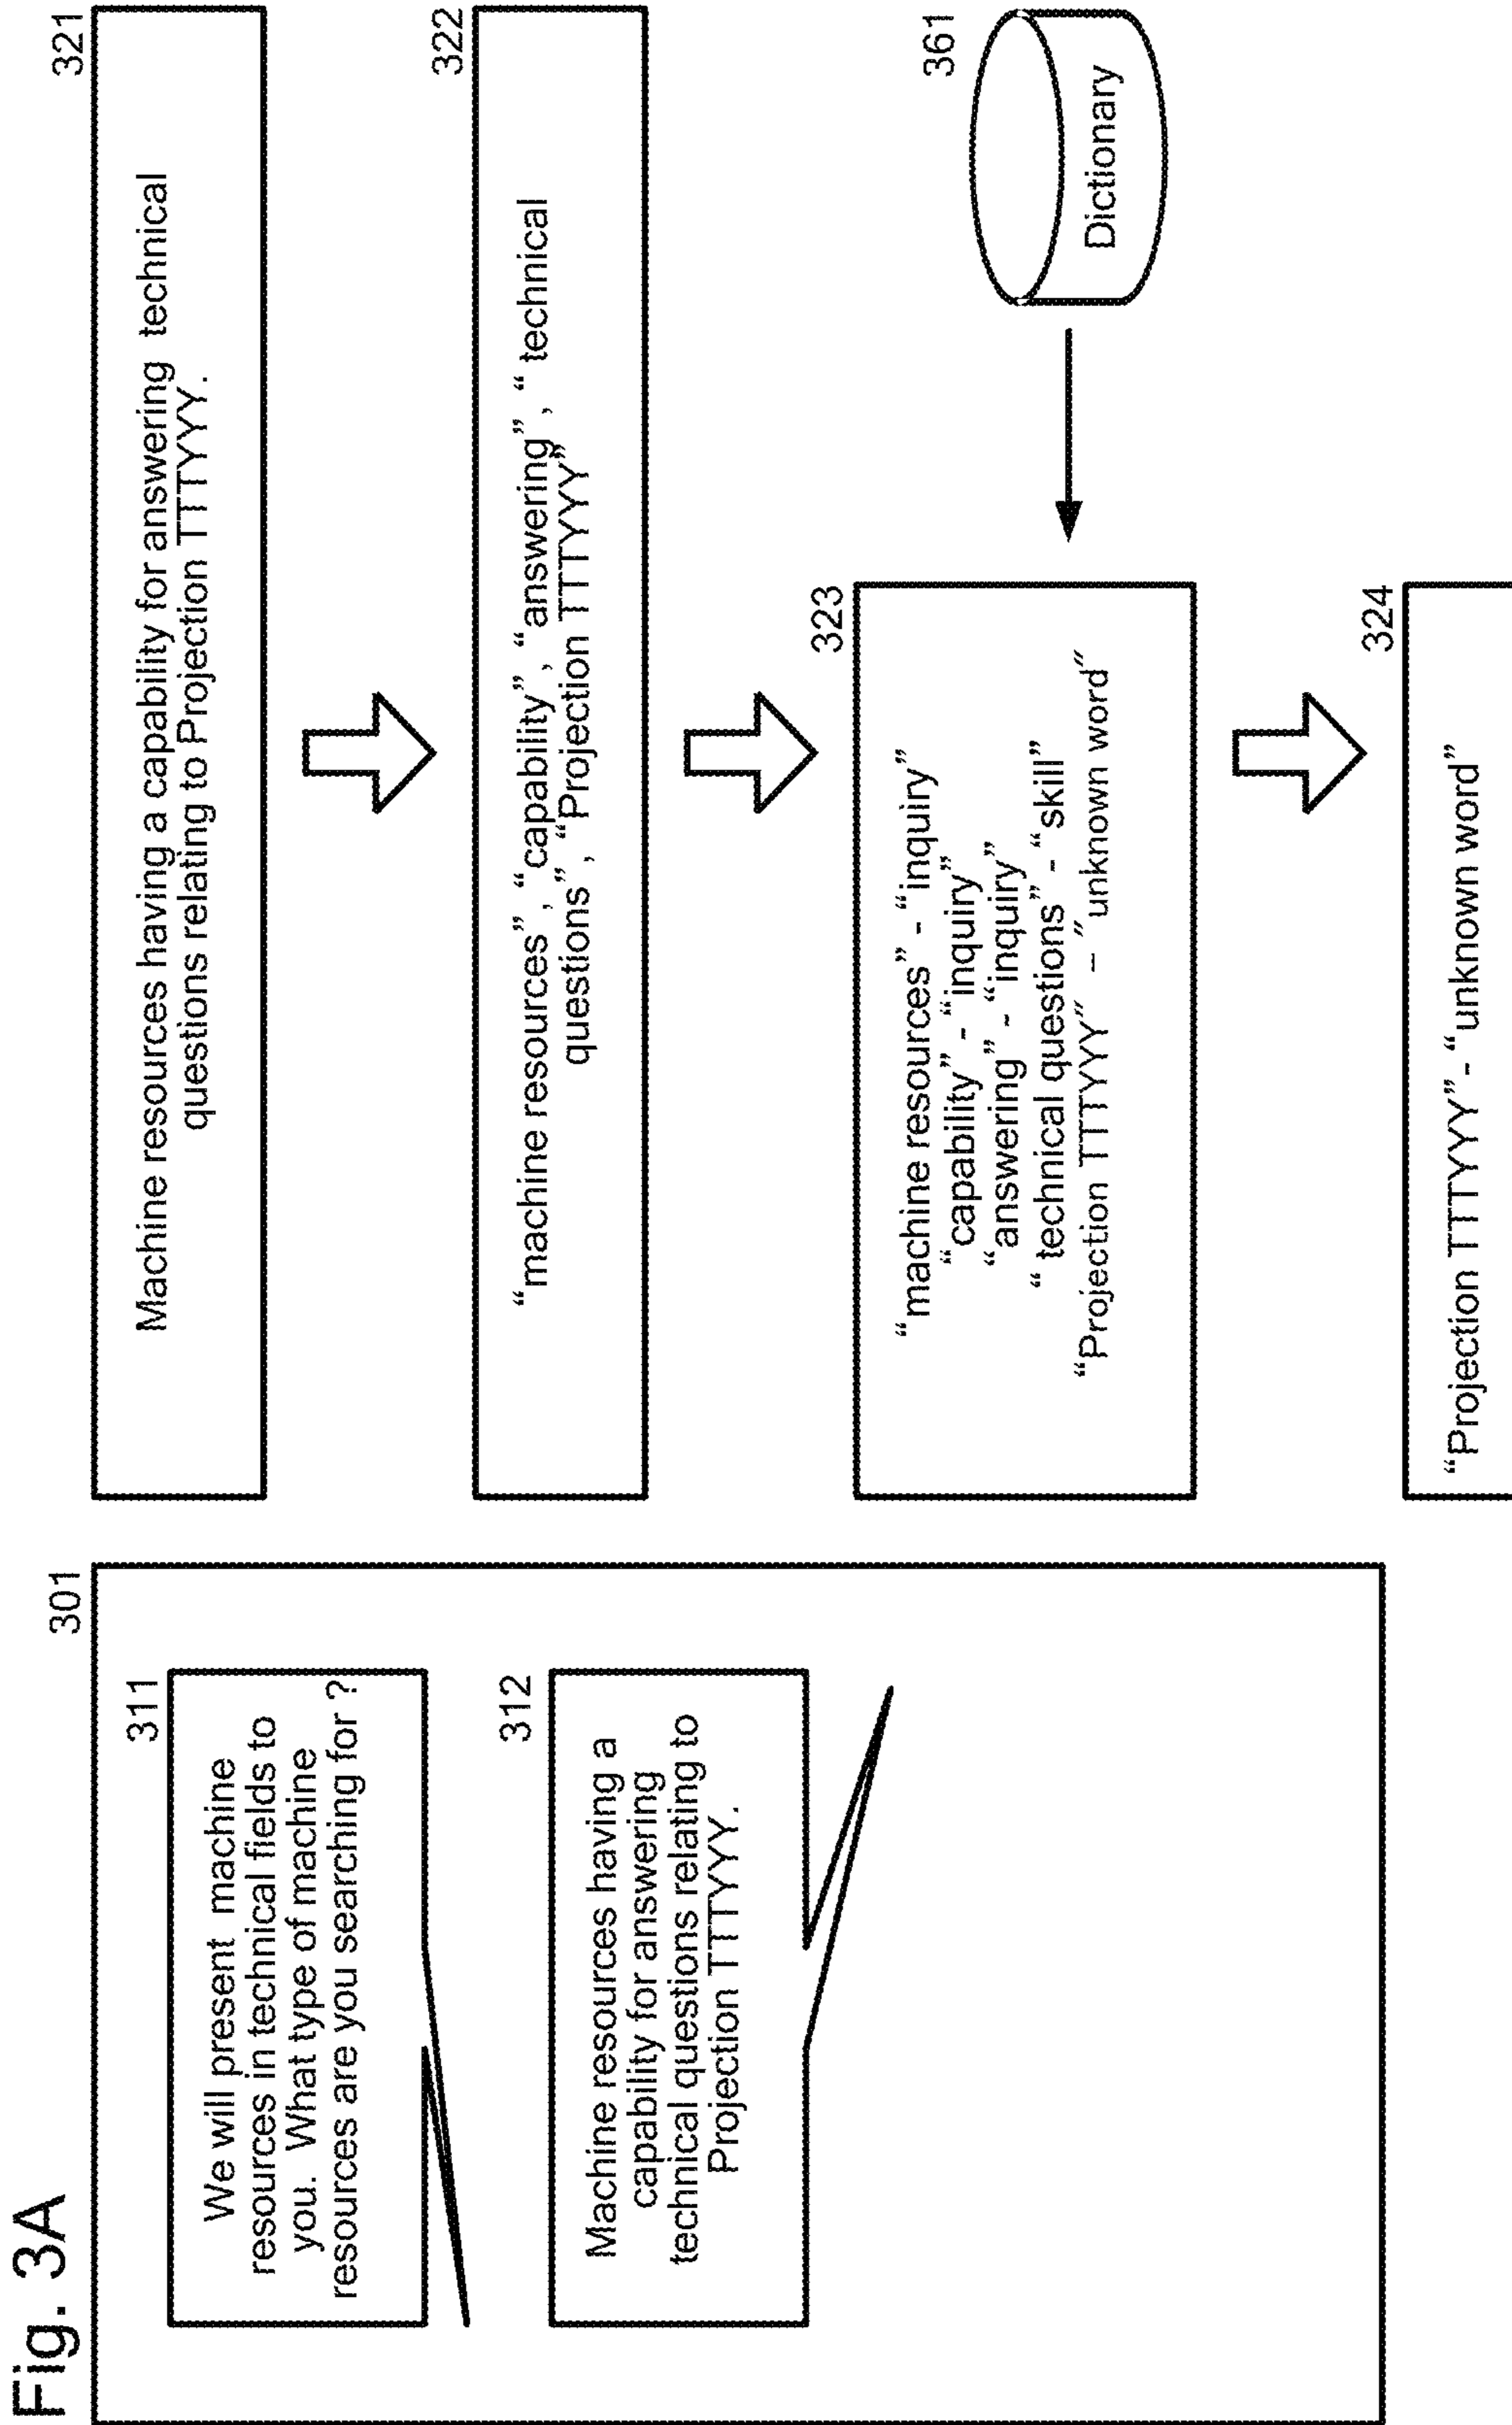 Fig. 3A
301
311
We will present machine
resources in technical fields to
you. What type of machine
resources are you searching for ?
312
Machine resources having a
capability for answering
technical questions relating to
Projection TTTYYY.
321
Machine resources having a capability for answering technical
questions relating to Projection TTTYYY.
322
“machine resources”, “capability”, “answering”, “ technical
questions”, “Projection TTTYYY”
323
“machine resources” - “inquiry”
“capability” - “inquiry”
“answering” - “inquiry”
“ technical questions” - “skill”
“Projection TTTYYY” – “unknown word”
361
Dictionary
324
“Projection TTTYYY” - “unknown word”